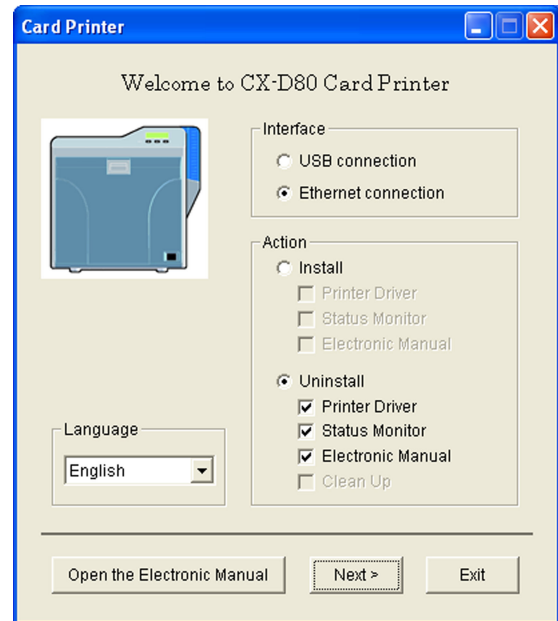 Card Printer
Welcome to CX-D80 Card Printer
Interface
USB connection
Ethernet connection
Action
Install
Printer Driver
Status Monitor
Electronic Manual
Uninstall
Printer Driver
Status Monitor
Electronic Manual
Clean Up
Language
English
Open the Electronic Manual
Next >
Exit